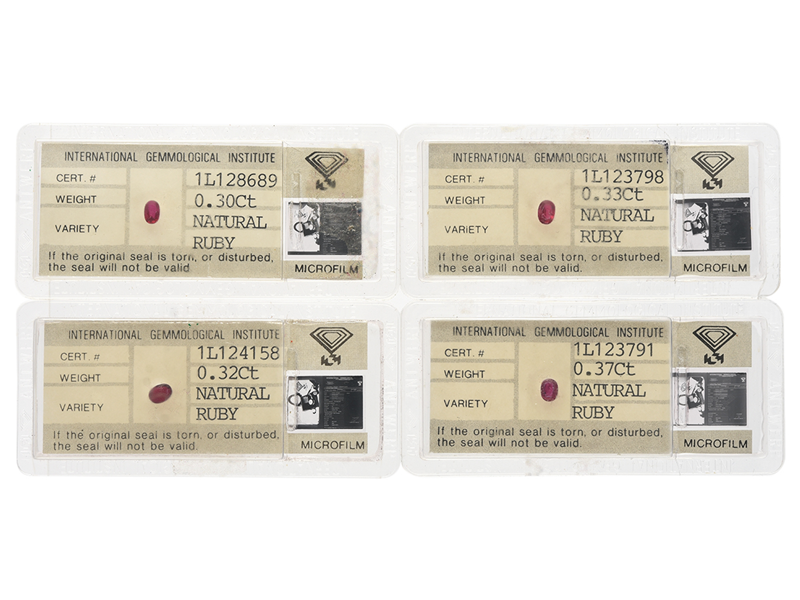 INTERNATIONAL GEMMOLOGICAL INSTITUTE
CERT. # 1L128689
WEIGHT 0.30Ct
VARIETY NATURAL
RUBY
If the original seal is torn, or disturbed,
the seal will not be valid.
MICROFILM
INTERNATIONAL GEMMOLOGICAL INSTITUTE
CERT. # 1L123798
WEIGHT 0.33Ct
VARIETY NATURAL
RUBY
If the original seal is torn, or disturbed,
the seal will not be valid.
MICROFILM
INTERNATIONAL GEMMOLOGICAL INSTITUTE
CERT. # 1L124158
WEIGHT 0.32Ct
VARIETY NATURAL
RUBY
If the original seal is torn, or disturbed,
the seal will not be valid.
MICROFILM
INTERNATIONAL GEMMOLOGICAL INSTITUTE
CERT. # 1L123791
WEIGHT 0.37Ct
VARIETY NATURAL
RUBY
If the original seal is torn, or disturbed,
the seal will not be valid.
MICROFILM